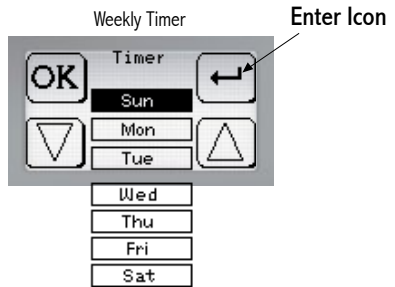 Weekly Timer
Enter Icon
Timer
OK
Sun
Mon
Tue
Wed
Thu
Fri
Sat